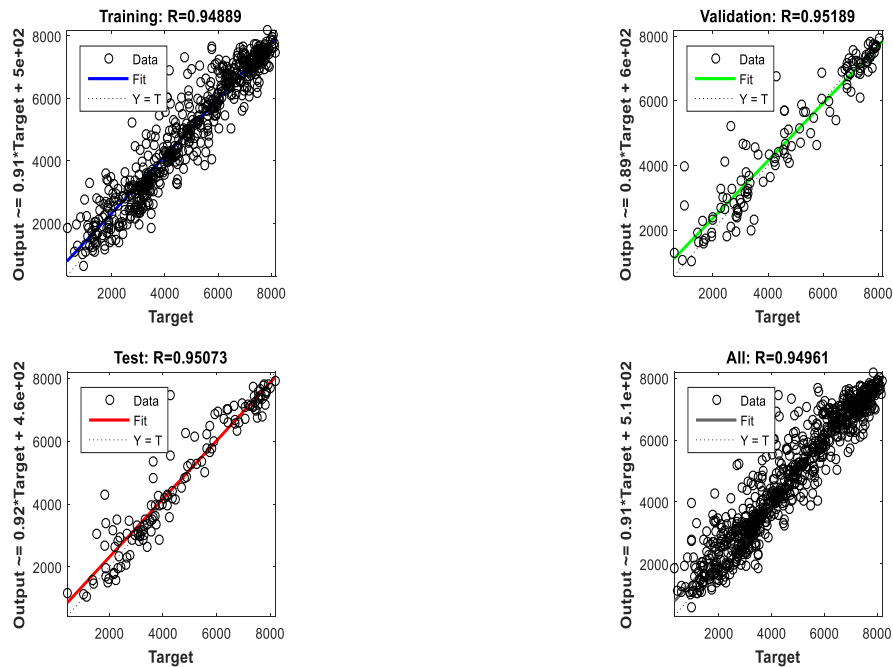 Training: R=0.94889
Output ~= 0.91*Target + 5e+02
8000
6000
4000
2000
Data
Fit
Y = T
2000 4000 6000 8000
Target
Validation: R=0.95189
Output ~= 0.89*Target + 6e+02
8000
6000
4000
2000
Data
Fit
Y = T
2000 4000 6000 8000
Target
Test: R=0.95073
Output ~= 0.92*Target + 4.6e+02
8000
6000
4000
2000
Data
Fit
Y = T
2000 4000 6000 8000
Target
All: R=0.94961
Output ~= 0.91*Target + 5.1e+02
8000
6000
4000
2000
Data
Fit
Y = T
2000 4000 6000 8000
Target